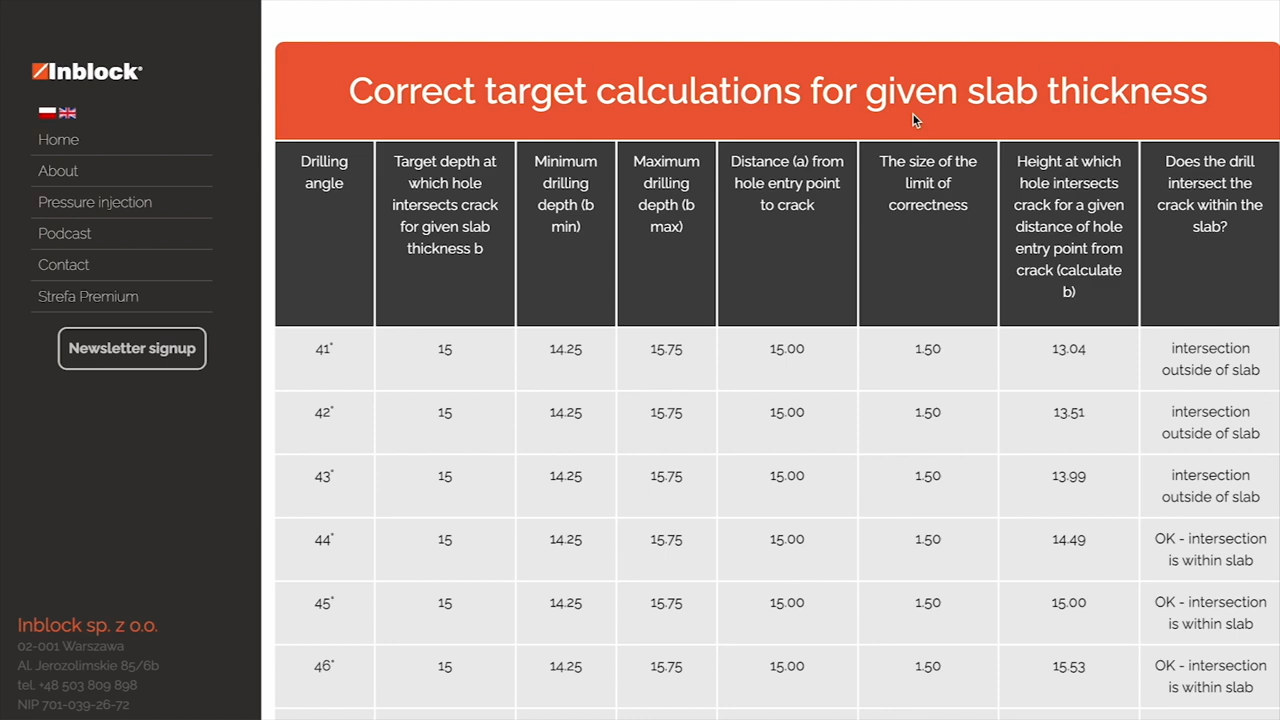 Inblock®
Home
About
Pressure injection
Podcast
Contact
Strefa Premium
Newsletter signup
Inblock sp. z o.o.
02-001 Warszawa
Al. Jerozolimskie 85/6b
tel. +48 503 809 898
NIP 701-039-26-72
Correct target calculations for given slab thickness
Drilling
angle
Target depth at
which hole
intersects crack
for given slab
thickness b
Minimum
drilling
depth (b
min)
Maximum
drilling
depth (b
max)
Distance (a) from
hole entry point
to crack
The size of the
limit of
correctness
Height at which
hole intersects
crack for a given
distance of hole
entry point from
crack (calculate
b)
Does the drill
intersect the
crack within the
slab?
41° 15 14.25 15.75 15.00 1.50 13.04 intersection
outside of slab
42° 15 14.25 15.75 15.00 1.50 13.51 intersection
outside of slab
43° 15 14.25 15.75 15.00 1.50 13.99 intersection
outside of slab
44° 15 14.25 15.75 15.00 1.50 14.49 OK - intersection
is within slab
45° 15 14.25 15.75 15.00 1.50 15.00 OK - intersection
is within slab
46° 15 14.25 15.75 15.00 1.50 15.53 OK - intersection
is within slab